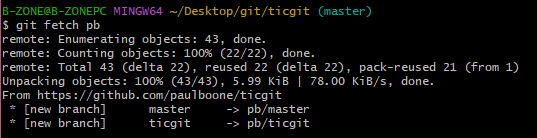 B-ZONE@B-ZONEPC MINGW64 ~/Desktop/git/ticgit (master)
$ git fetch pb
remote: Enumerating objects: 43, done.
remote: Counting objects: 100% (22/22), done.
remote: Total 43 (delta 22), reused 22 (delta 22), pack-reused 21 (from 1)
Unpacking objects: 100% (43/43), 5.99 KiB | 78.00 KiB/s, done.
From https://github.com/paulboone/ticgit
 * [new branch]      master     -> pb/master
 * [new branch]      ticgit     -> pb/ticgit